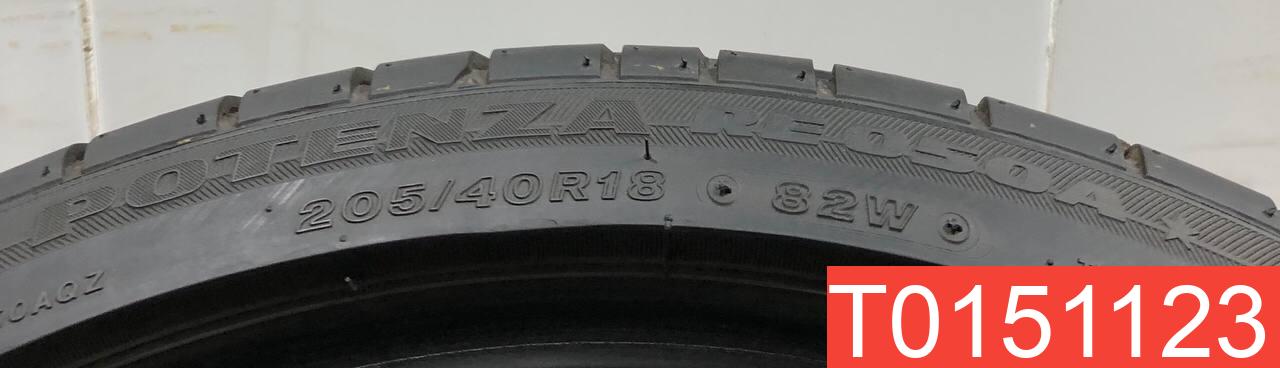 POTENZA RE050A
205/40R18 82W
T0151123